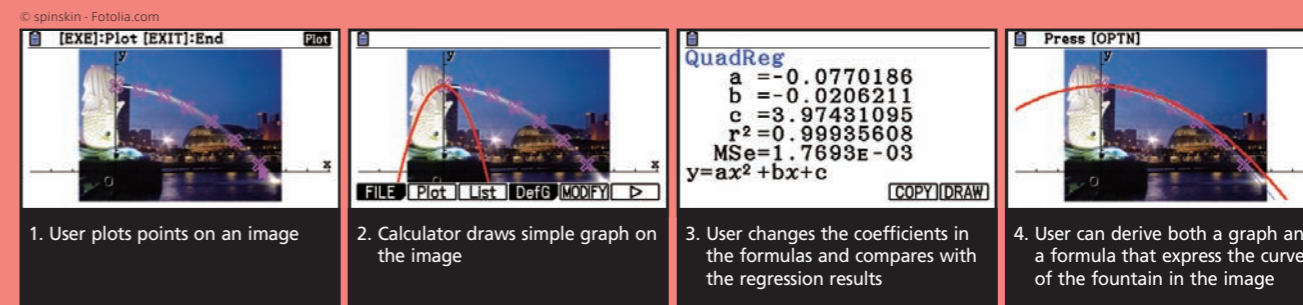 © spinskin - Fotolia.com
[EXE]:Plot [EXIT]:End Plot
y
x
O
1. User plots points on an image
y
x
O
FILE Plot List DefG MODIFY ▷
2. Calculator draws simple graph on
the image
QuadReg
a =-0.0770186
b =-0.0206211
c =3.97431095
r²=0.99935608
MSe=1.7693E-03
y=ax²+bx+c
COPY DRAW
3. User changes the coefficients in
the formulas and compares with
the regression results
Press [OPTN]
y
O
4. User can derive both a graph an
a formula that express the curve
of the fountain in the image